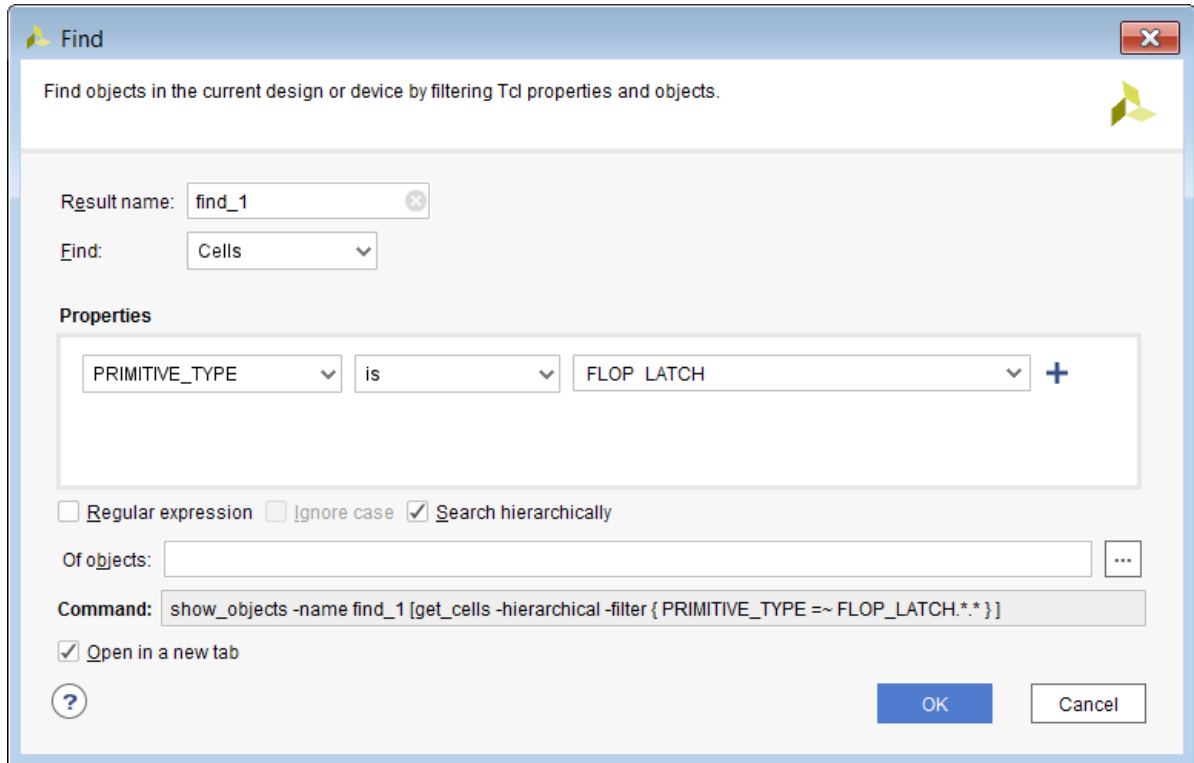 Find
Find objects in the current design or device by filtering Tcl properties and objects.
Result name: find_1
Find: Cells
Properties
PRIMITIVE_TYPE is FLOP LATCH +
Regular expression Ignore case Search hierarchically
Of objects: ...
Command: show_objects -name find_1 [get_cells -hierarchical -filter { PRIMITIVE_TYPE =~ FLOP_LATCH.*.* } ]
Open in a new tab
? OK Cancel